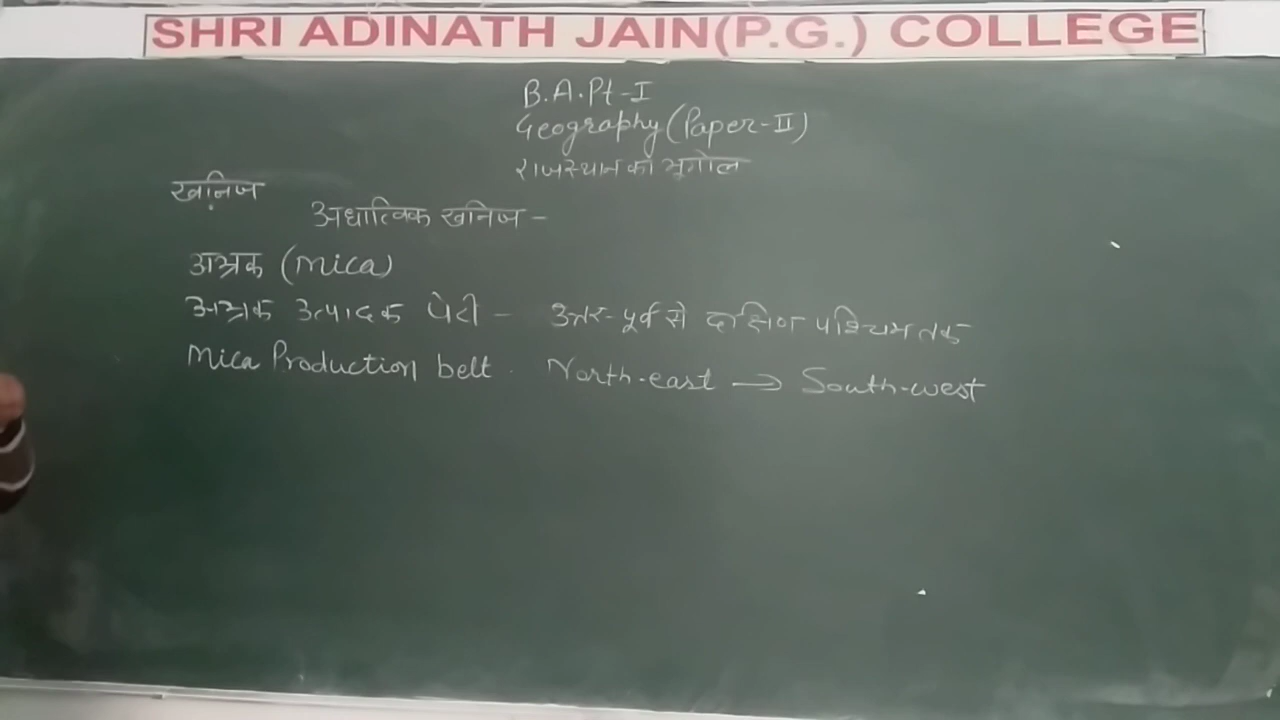 SHRI ADINATH JAIN(P.G.) COLLEGE
B.A.Pt-I
Geography(Paper-II)
राजस्थान का भूगोल
खनिज
अधात्विक खनिज -
अभ्रक (Mica)
अभ्रक उत्पादक पेटी - उत्तर-पूर्व से दक्षिण पश्चिम तक
Mica Production belt. North-east → South-west